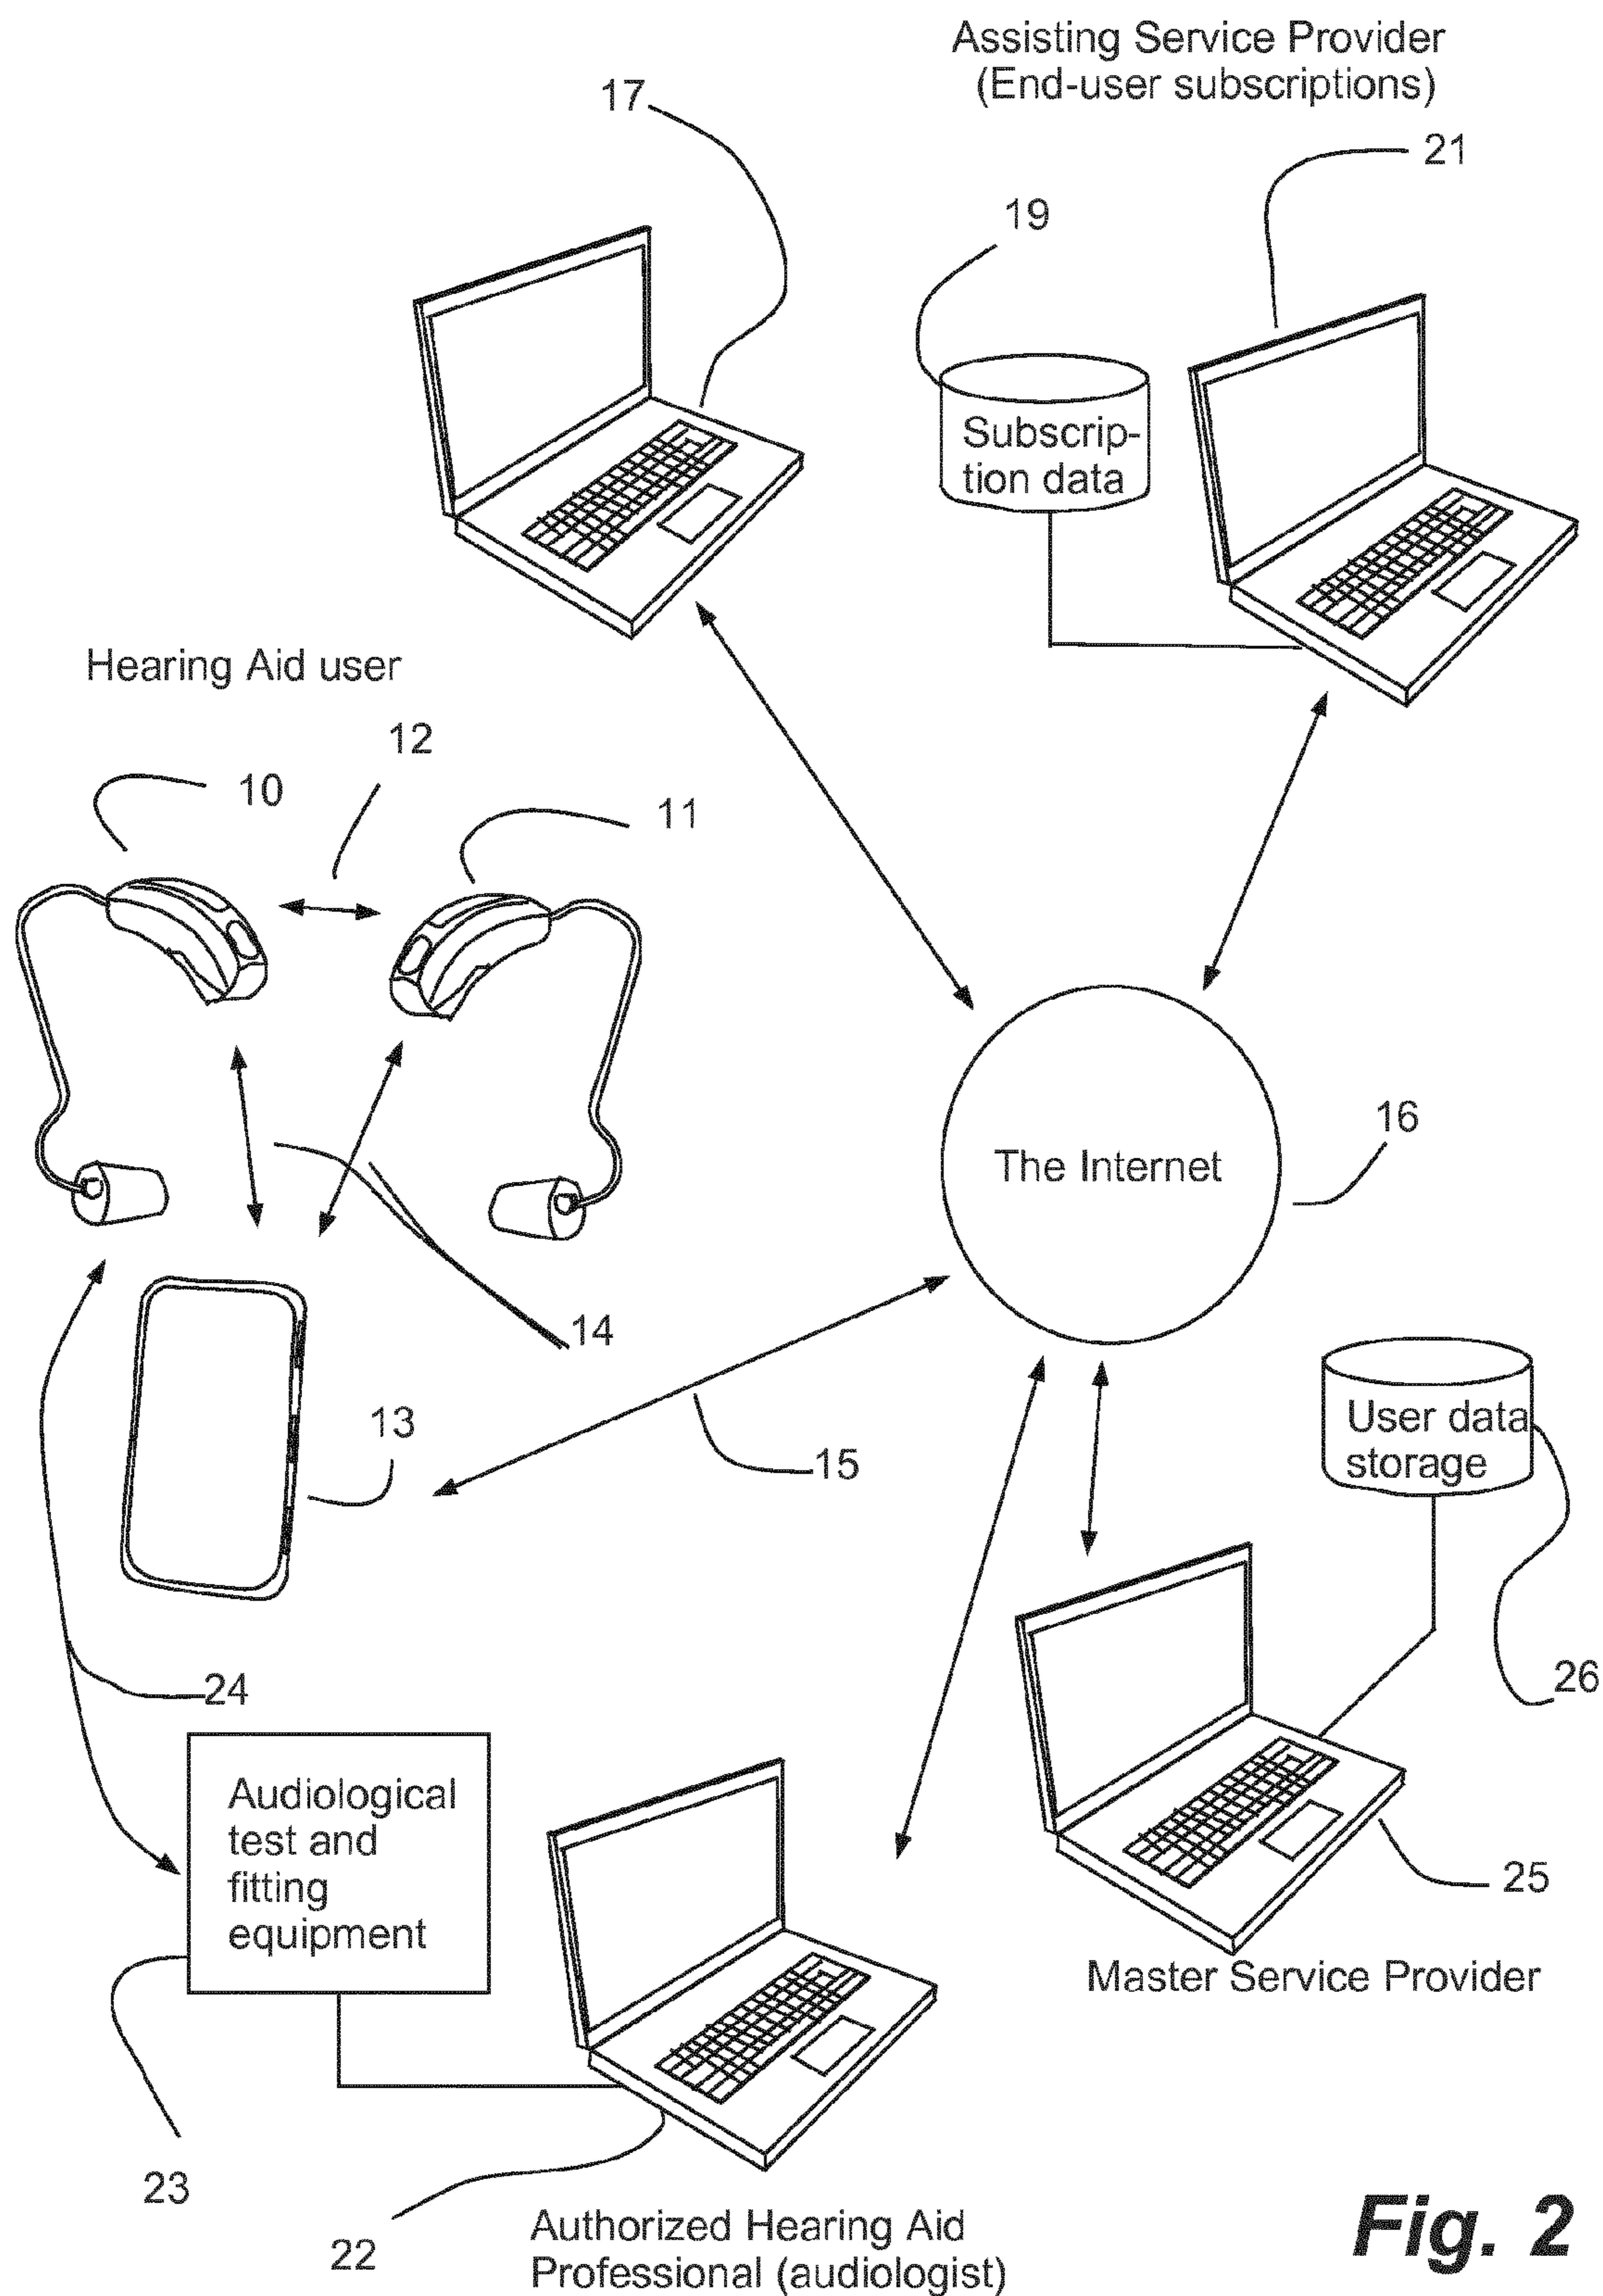 Assisting Service Provider
(End-user subscriptions)
17
21
19
Subscrip-
tion data
Hearing Aid user
12
10
11
16
The Internet
14
13
15
User data
storage
24
26
Audiological
test and
fitting
equipment
25
Master Service Provider
23
22
Authorized Hearing Aid
Professional (audiologist)
Fig. 2